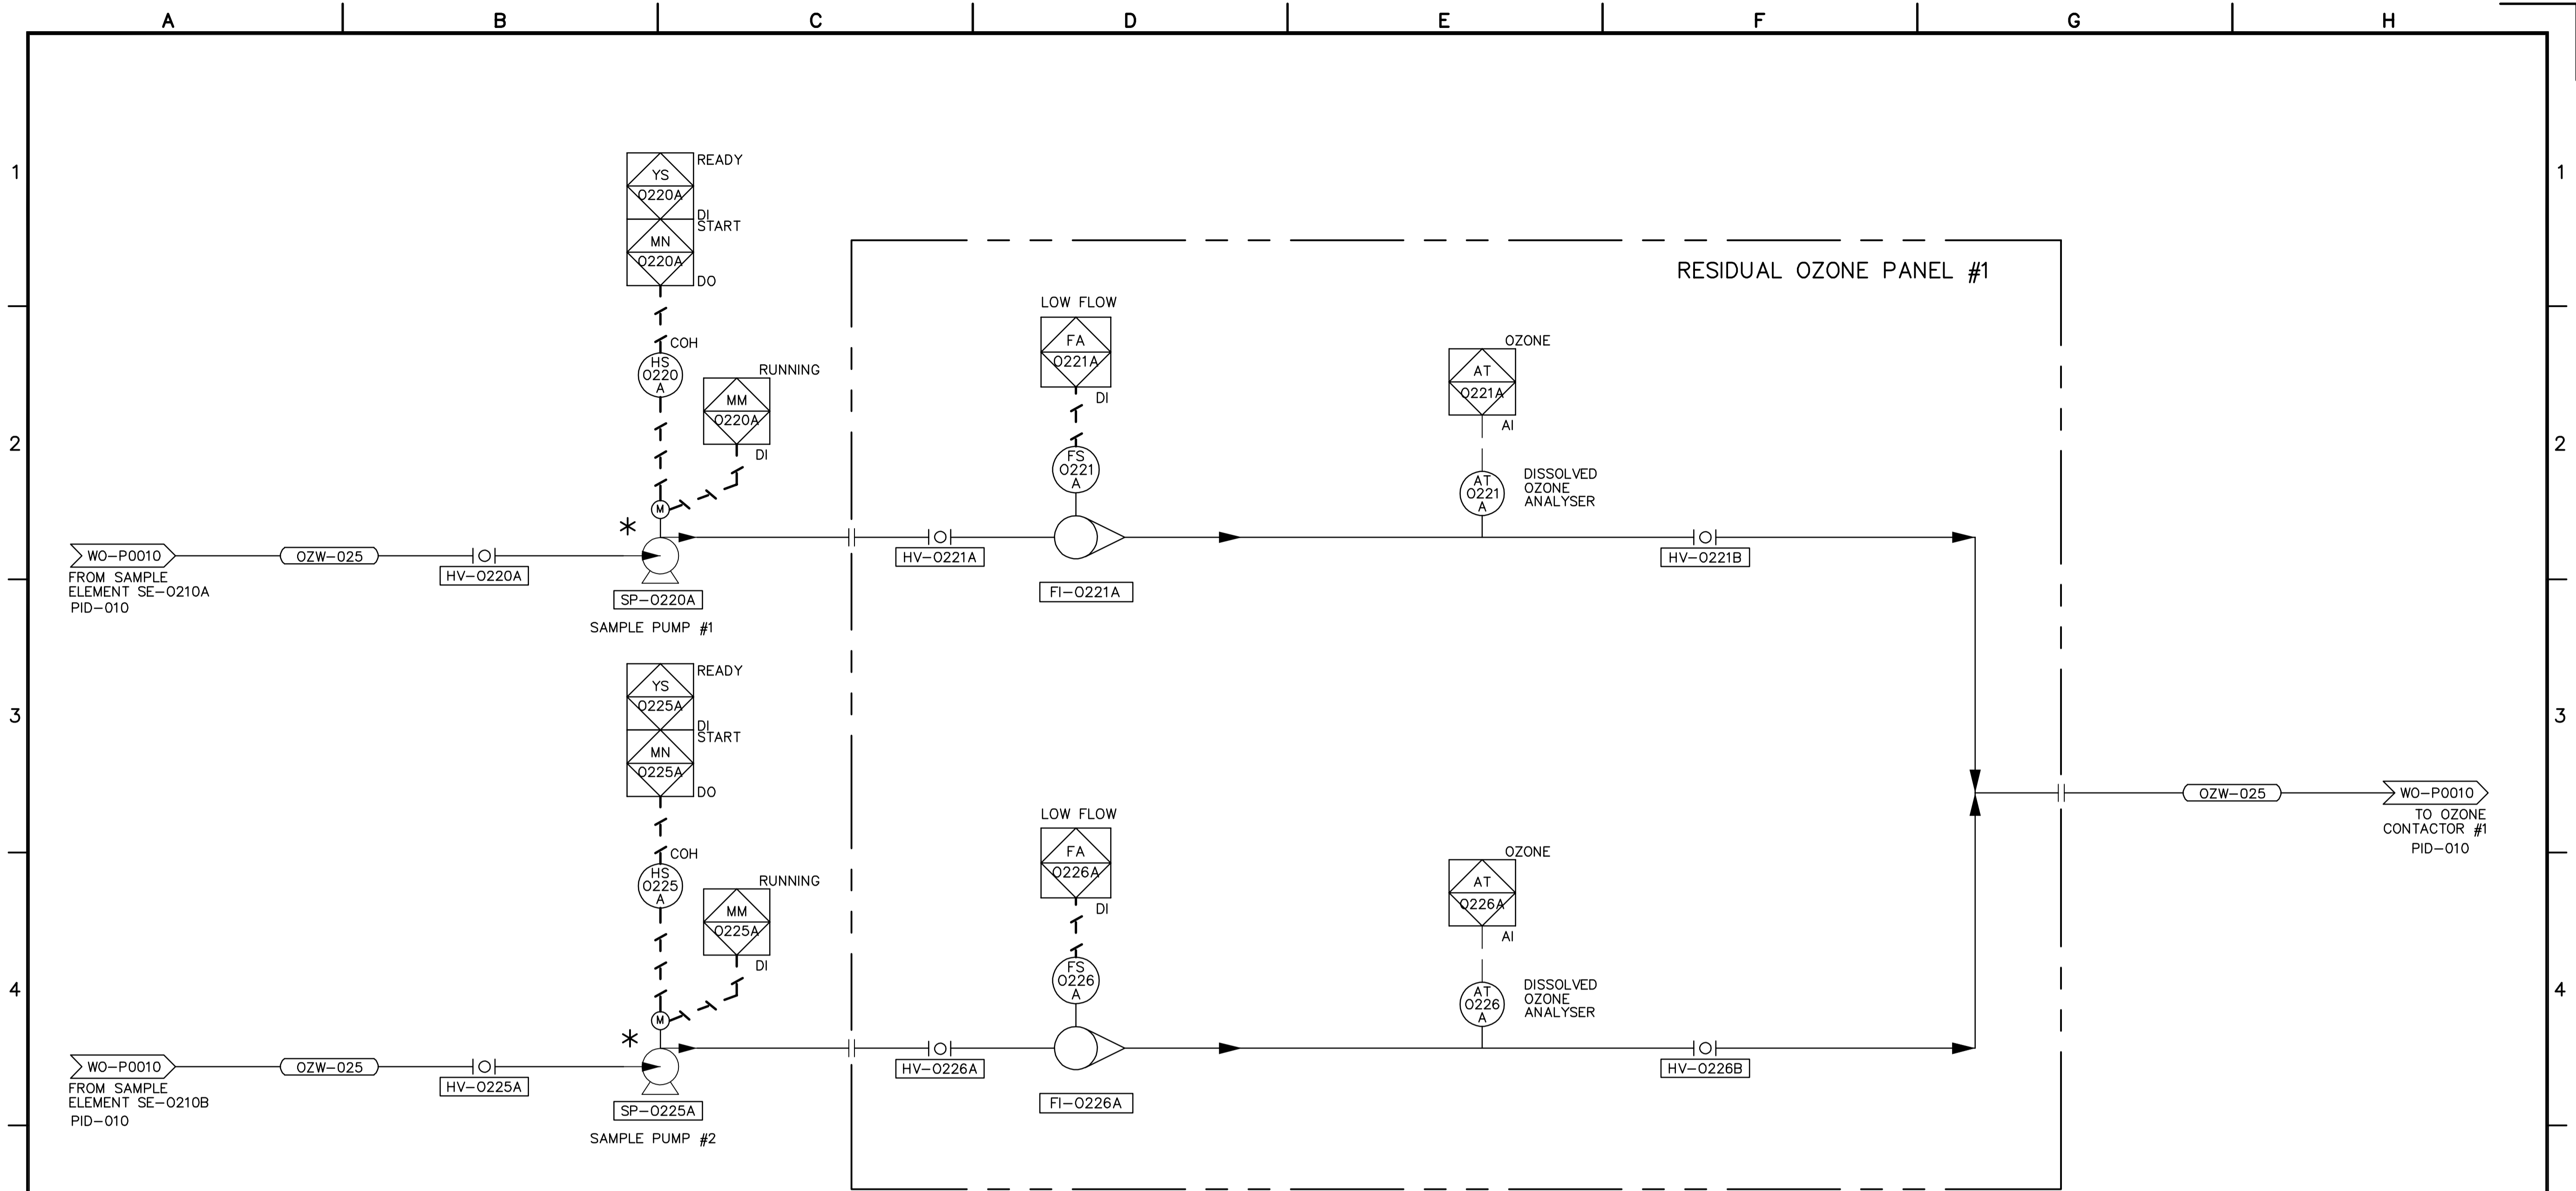 A B C D E F G H
1 1
YS
0220A
READY
DI
START
MN
0220A
DO
COH
HS
0220
A
RUNNING
MM
0220A
DI
M
*
RESIDUAL OZONE PANEL #1
LOW FLOW
FA
0221A
DI
FS
0221
A
OZONE
AT
0221A
AI
AT
0221
A
DISSOLVED
OZONE
ANALYSER
2 2
WO-P0010
OZW-025
HV-0220A
HV-0221A
HV-0221B
FROM SAMPLE
ELEMENT SE-0210A
PID-010
SP-0220A
FI-0221A
SAMPLE PUMP #1
3 3
YS
0225A
READY
DI
START
MN
0225A
DO
COH
HS
0225
A
RUNNING
MM
0225A
DI
M
*
OZW-025
WO-P0010
TO OZONE
CONTACTOR #1
PID-010
LOW FLOW
FA
0226A
DI
FS
0226
A
OZONE
AT
0226A
AI
AT
0226
A
DISSOLVED
OZONE
ANALYSER
4 4
WO-P0010
OZW-025
HV-0225A
HV-0226A
HV-0226B
FROM SAMPLE
ELEMENT SE-0210B
PID-010
SP-0225A
FI-0226A
SAMPLE PUMP #2